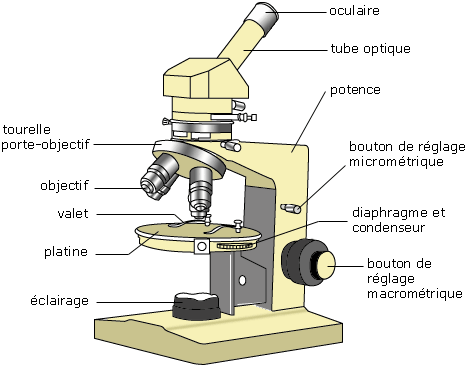 oculaire
tube optique
potence
tourelle
porte-objectif
bouton de réglage
micrométrique
objectif
valet
diaphragme et
condenseur
platine
bouton de
réglage
macrométrique
éclairage